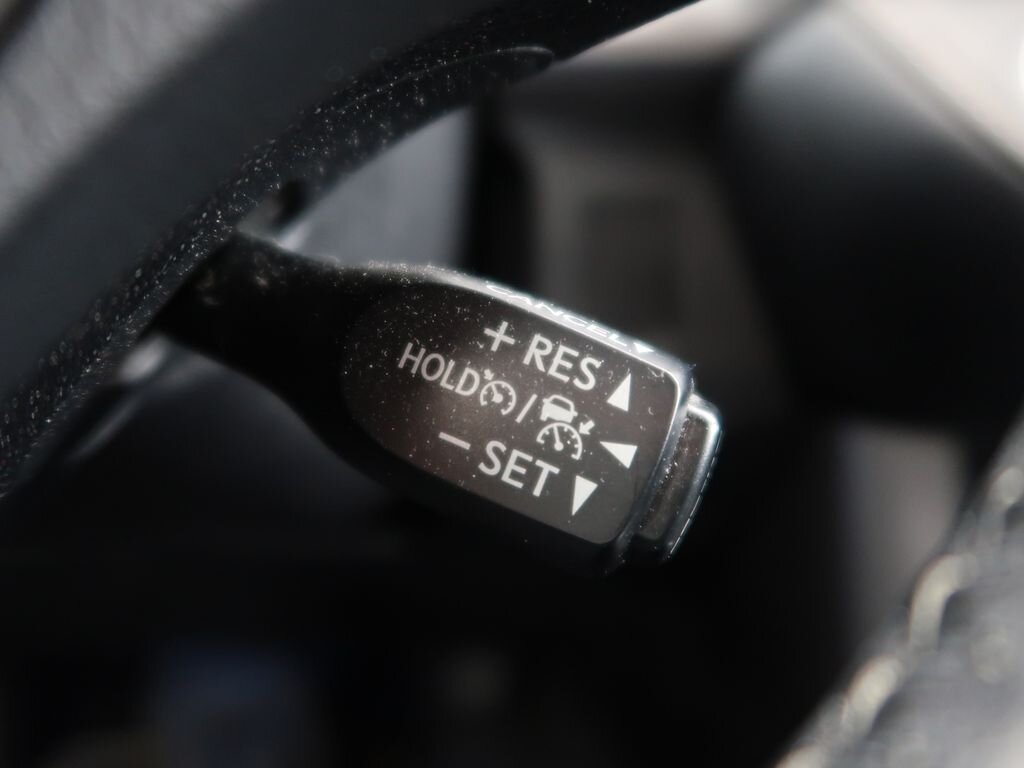 CANCEL
+ RES ▲
HOLD / ◀
− SET ▼